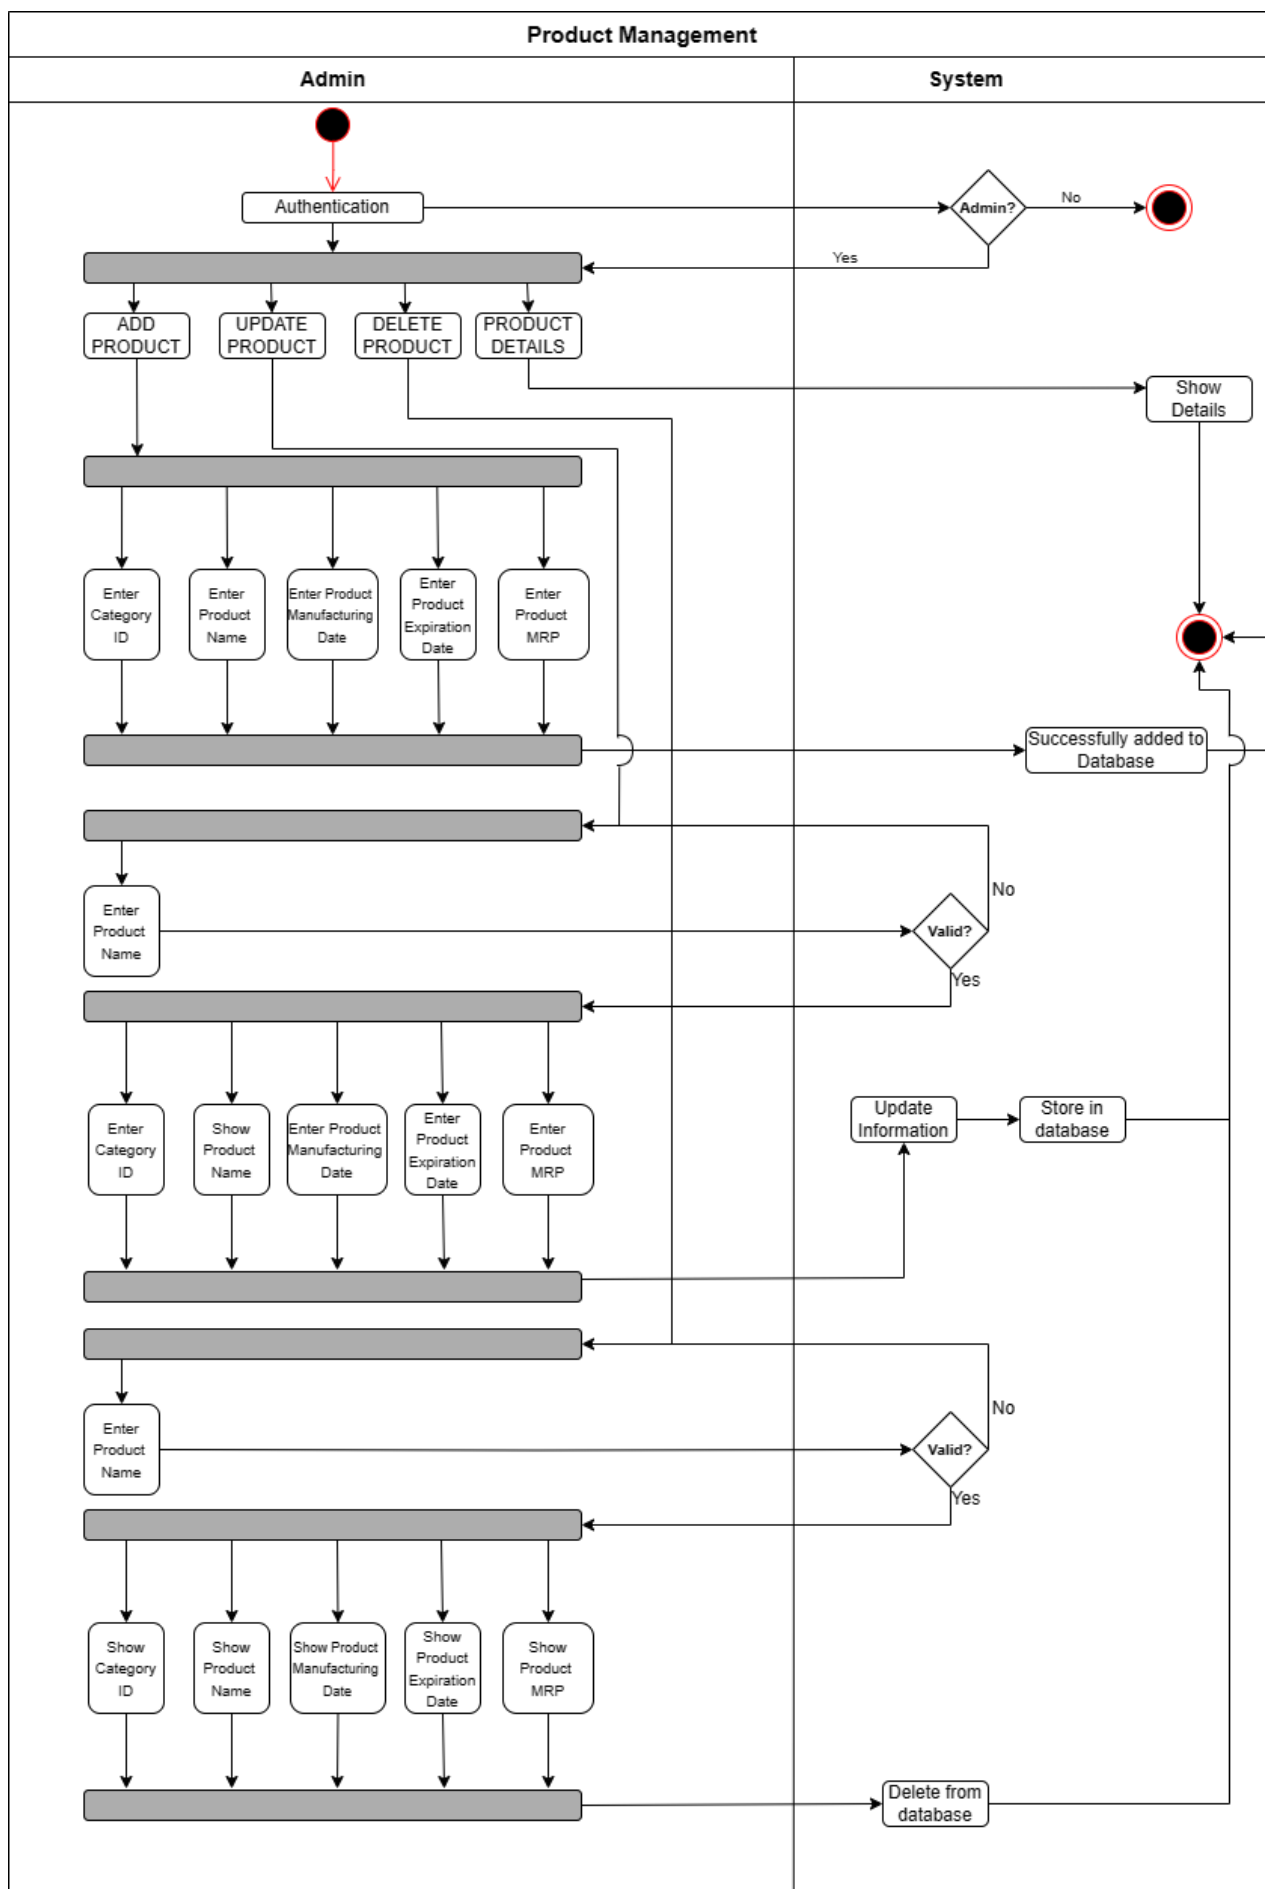 Product Management
Admin
System
Authentication
Admin?
No
Yes
ADD
PRODUCT
UPDATE
PRODUCT
DELETE
PRODUCT
PRODUCT
DETAILS
Show
Details
Enter
Category
ID
Enter
Product
Name
Enter Product
Manufacturing
Date
Enter
Product
Expiration
Date
Enter
Product
MRP
Successfully added to
Database
No
Enter
Product
Name
Valid?
Yes
Enter
Category
ID
Show
Product
Name
Enter Product
Manufacturing
Date
Enter
Product
Expiration
Date
Enter
Product
MRP
Update
Information
Store in
database
No
Enter
Product
Name
Valid?
Yes
Show
Category
ID
Show
Product
Name
Show Product
Manufacturing
Date
Show
Product
Expiration
Date
Show
Product
MRP
Delete from
database